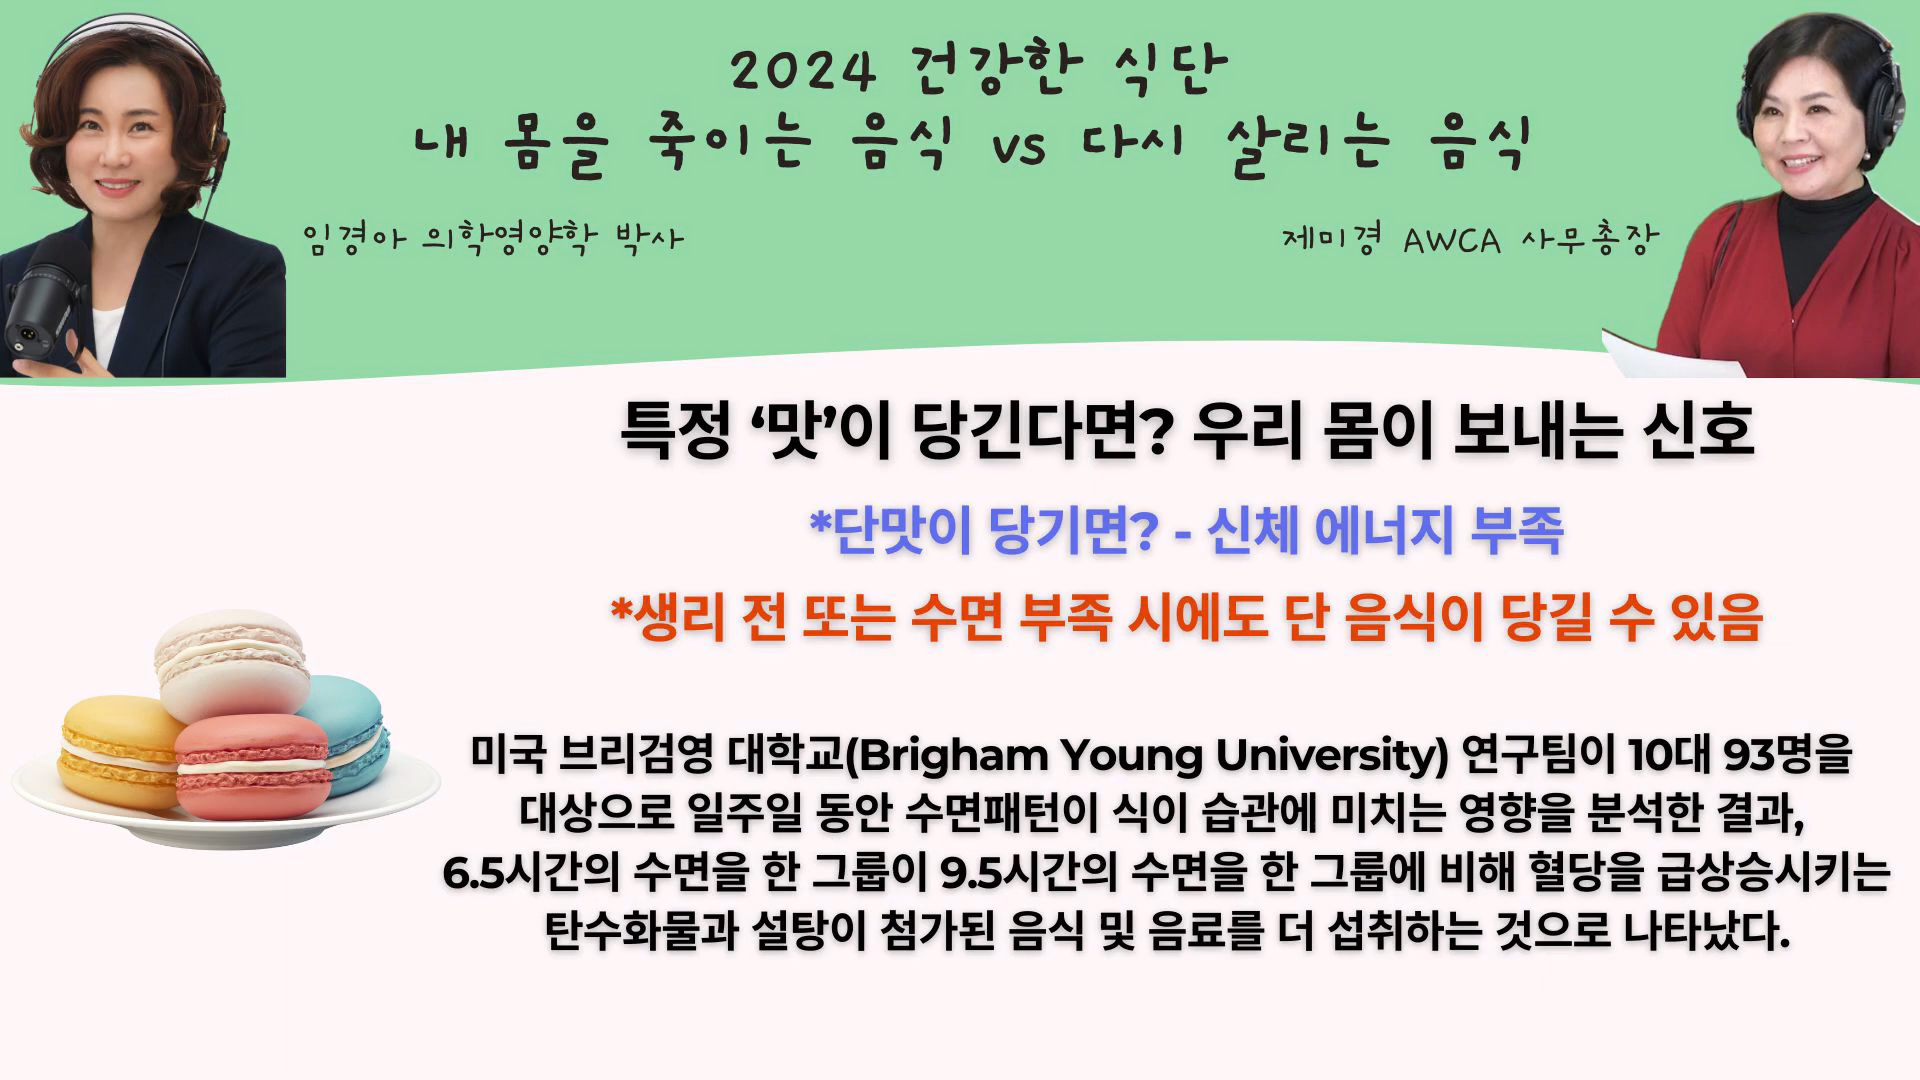 2024 건강한 식단
내 몸을 죽이는 음식 vs 다시 살리는 음식
임경아 의학영양학 박사
제미경 AWCA 사무총장
특정 ‘맛’이 당긴다면? 우리 몸이 보내는 신호
*단맛이 당기면? - 신체 에너지 부족
*생리 전 또는 수면 부족 시에도 단 음식이 당길 수 있음
미국 브리검영 대학교(Brigham Young University) 연구팀이 10대 93명을
대상으로 일주일 동안 수면패턴이 식이 습관에 미치는 영향을 분석한 결과,
6.5시간의 수면을 한 그룹이 9.5시간의 수면을 한 그룹에 비해 혈당을 급상승시키는
탄수화물과 설탕이 첨가된 음식 및 음료를 더 섭취하는 것으로 나타났다.